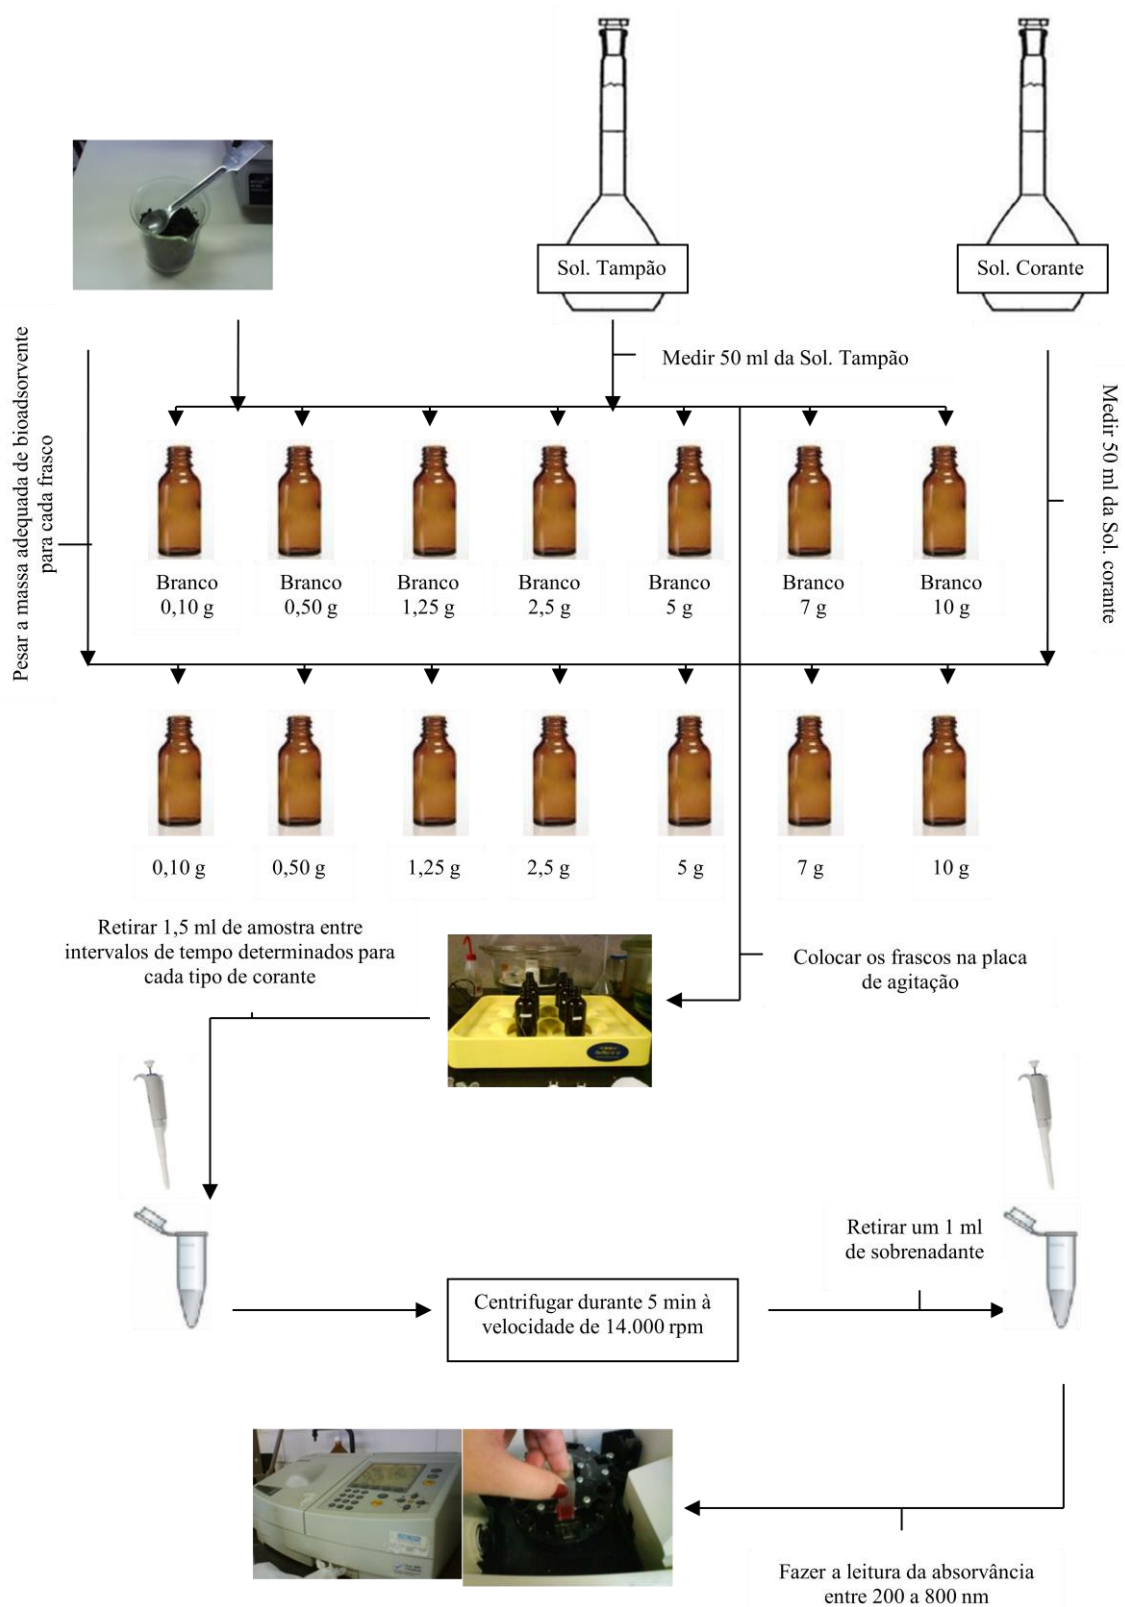 Sol. Tampão
Sol. Corante
Medir 50 ml da Sol. Tampão
Pesar a massa adequada de bioadsorvente
para cada frasco
Medir 50 ml da Sol. corante
Branco
0,10 g
Branco
0,50 g
Branco
1,25 g
Branco
2,5 g
Branco
5 g
Branco
7 g
Branco
10 g
0,10 g
0,50 g
1,25 g
2,5 g
5 g
7 g
10 g
Retirar 1,5 ml de amostra entre
intervalos de tempo determinados para
cada tipo de corante
Colocar os frascos na placa
de agitação
Retirar um 1 ml
de sobrenadante
Centrifugar durante 5 min à
velocidade de 14.000 rpm
Fazer a leitura da absorvância
entre 200 a 800 nm